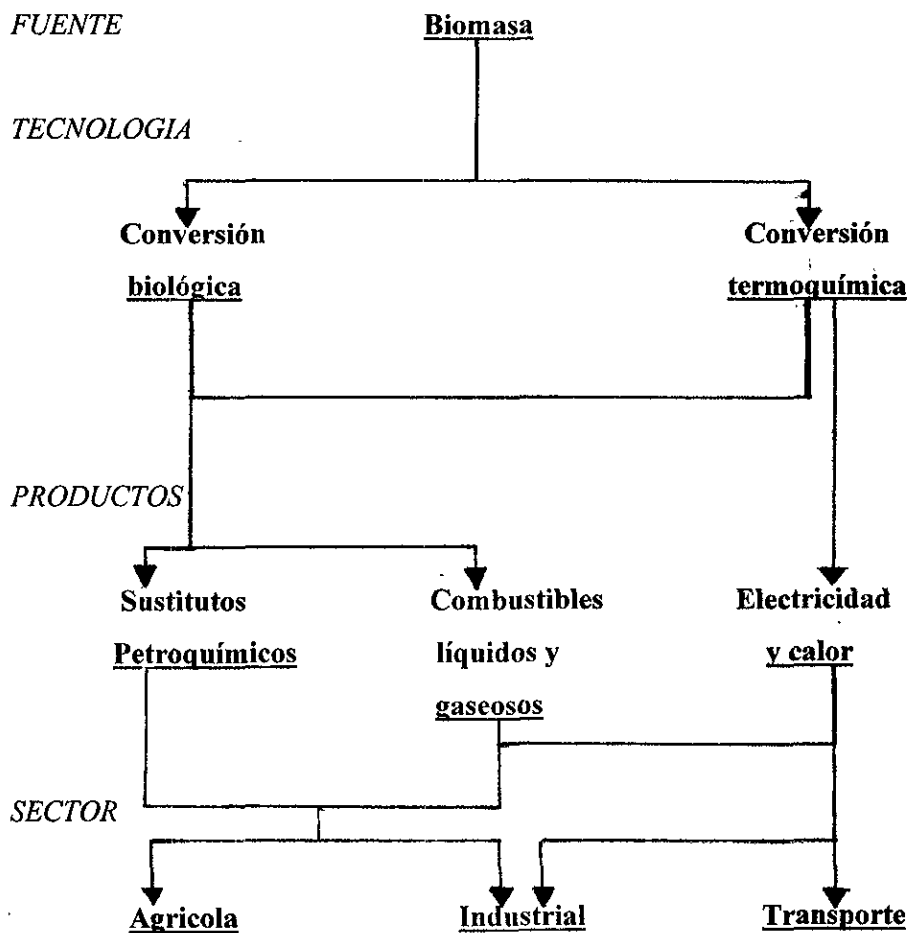 FUENTE
Biomasa
TECNOLOGIA
Conversión
biológica
Conversión
termoquímica
PRODUCTOS
Sustitutos
Petroquímicos
Combustibles
líquidos y
gaseosos
Electricidad
y calor
SECTOR
Agricola
Industrial
Transporte